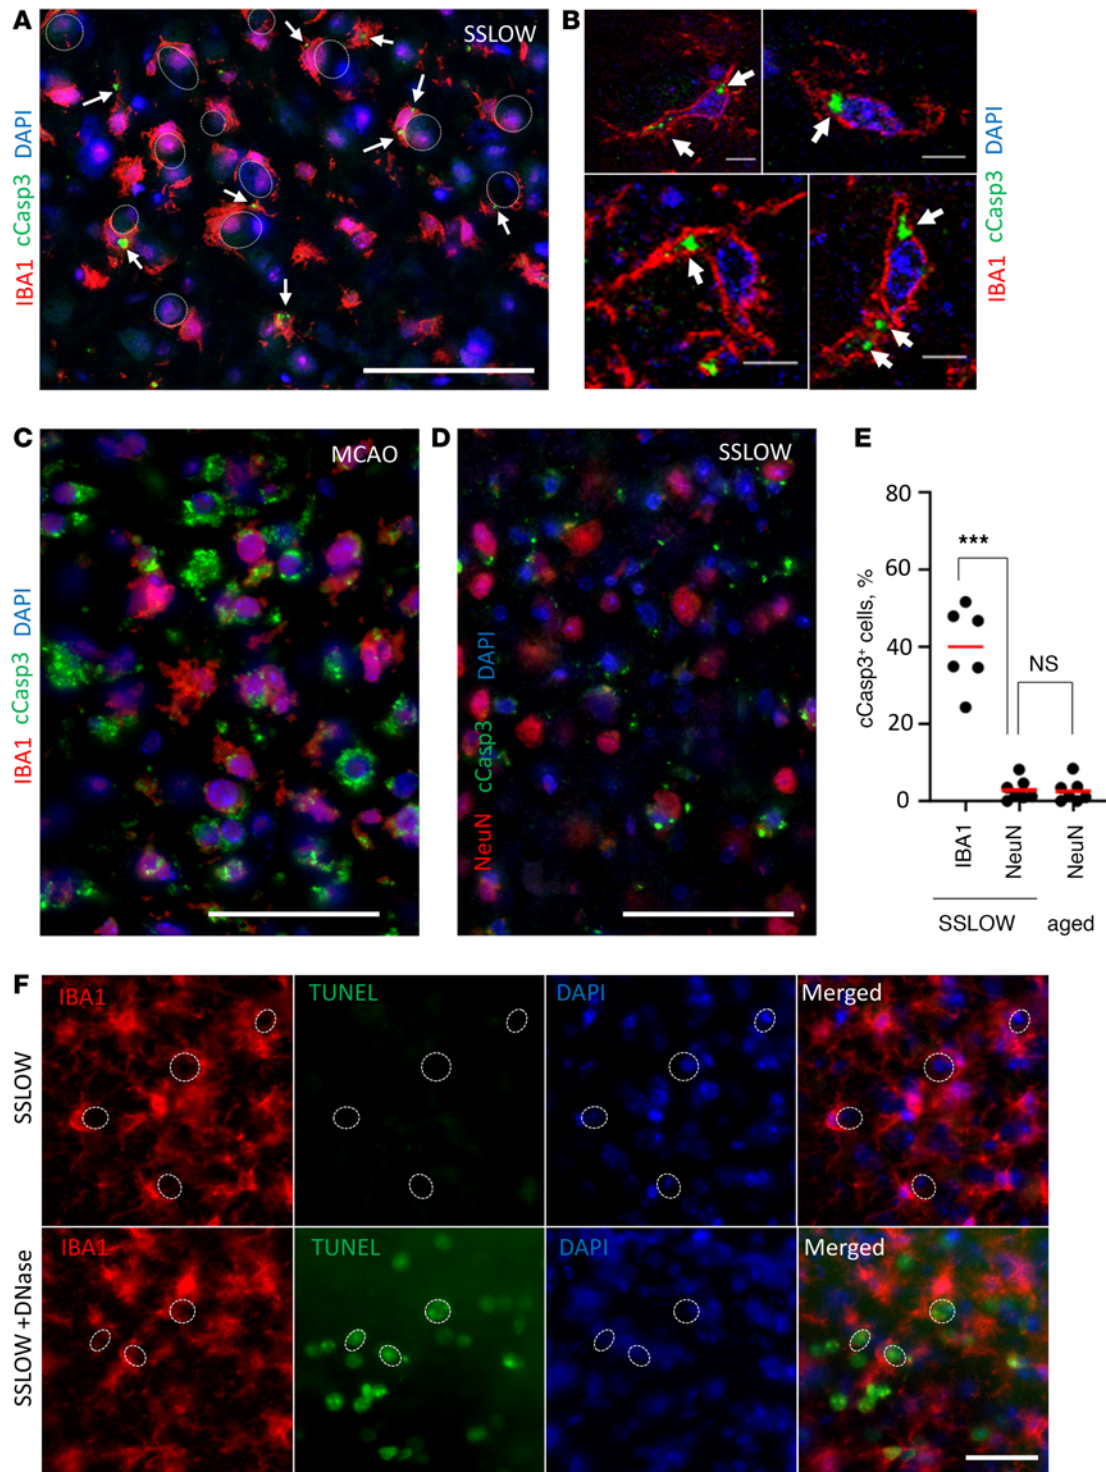 A
SSLOW
IBA1 cCasp3 DAPI
B
IBA1 cCasp3 DAPI
C
MCAO
IBA1 cCasp3 DAPI
D
SSLOW
NeuN cCasp3 DAPI
E
cCasp3⁺ cells, %
80
60
40
20
0
***
NS
IBA1
NeuN
NeuN
SSLOW
aged
F
SSLOW
IBA1
TUNEL
DAPI
Merged
SSLOW +DNase
IBA1
TUNEL
DAPI
Merged